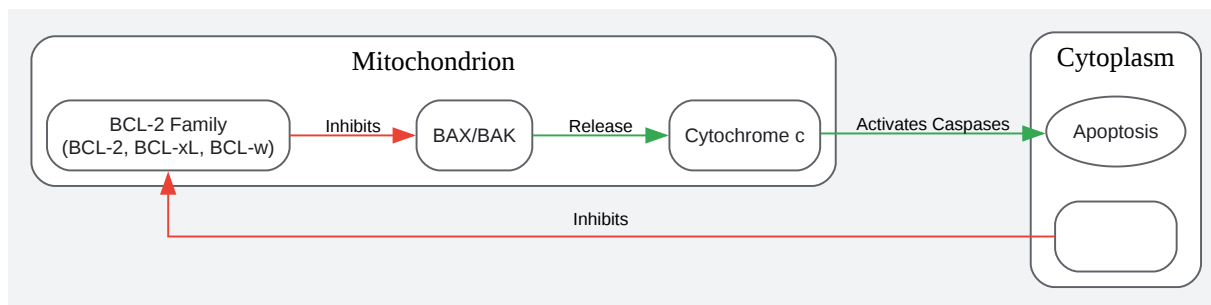 Mitochondrion
Cytoplasm
BCL-2 Family
(BCL-2, BCL-xL, BCL-w)
Inhibits
BAX/BAK
Release
Cytochrome c
Activates Caspases
Apoptosis
Inhibits